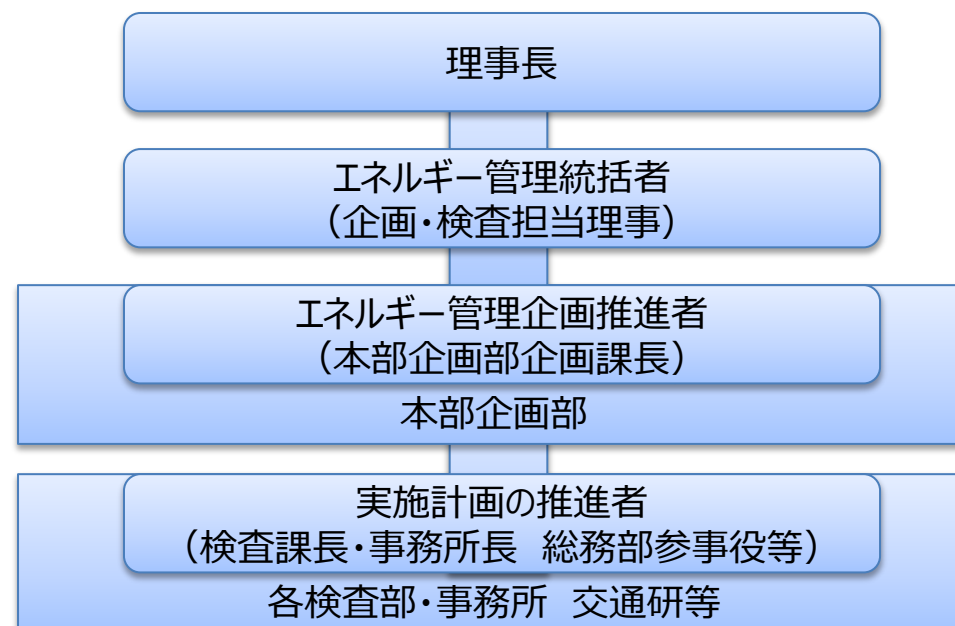 理事長
エネルギー管理統括者
（企画・検査担当理事）
エネルギー管理企画推進者
（本部企画部企画課長）
本部企画部
実施計画の推進者
（検査課長・事務所長　総務部参事役等）
各検査部・事務所　交通研等